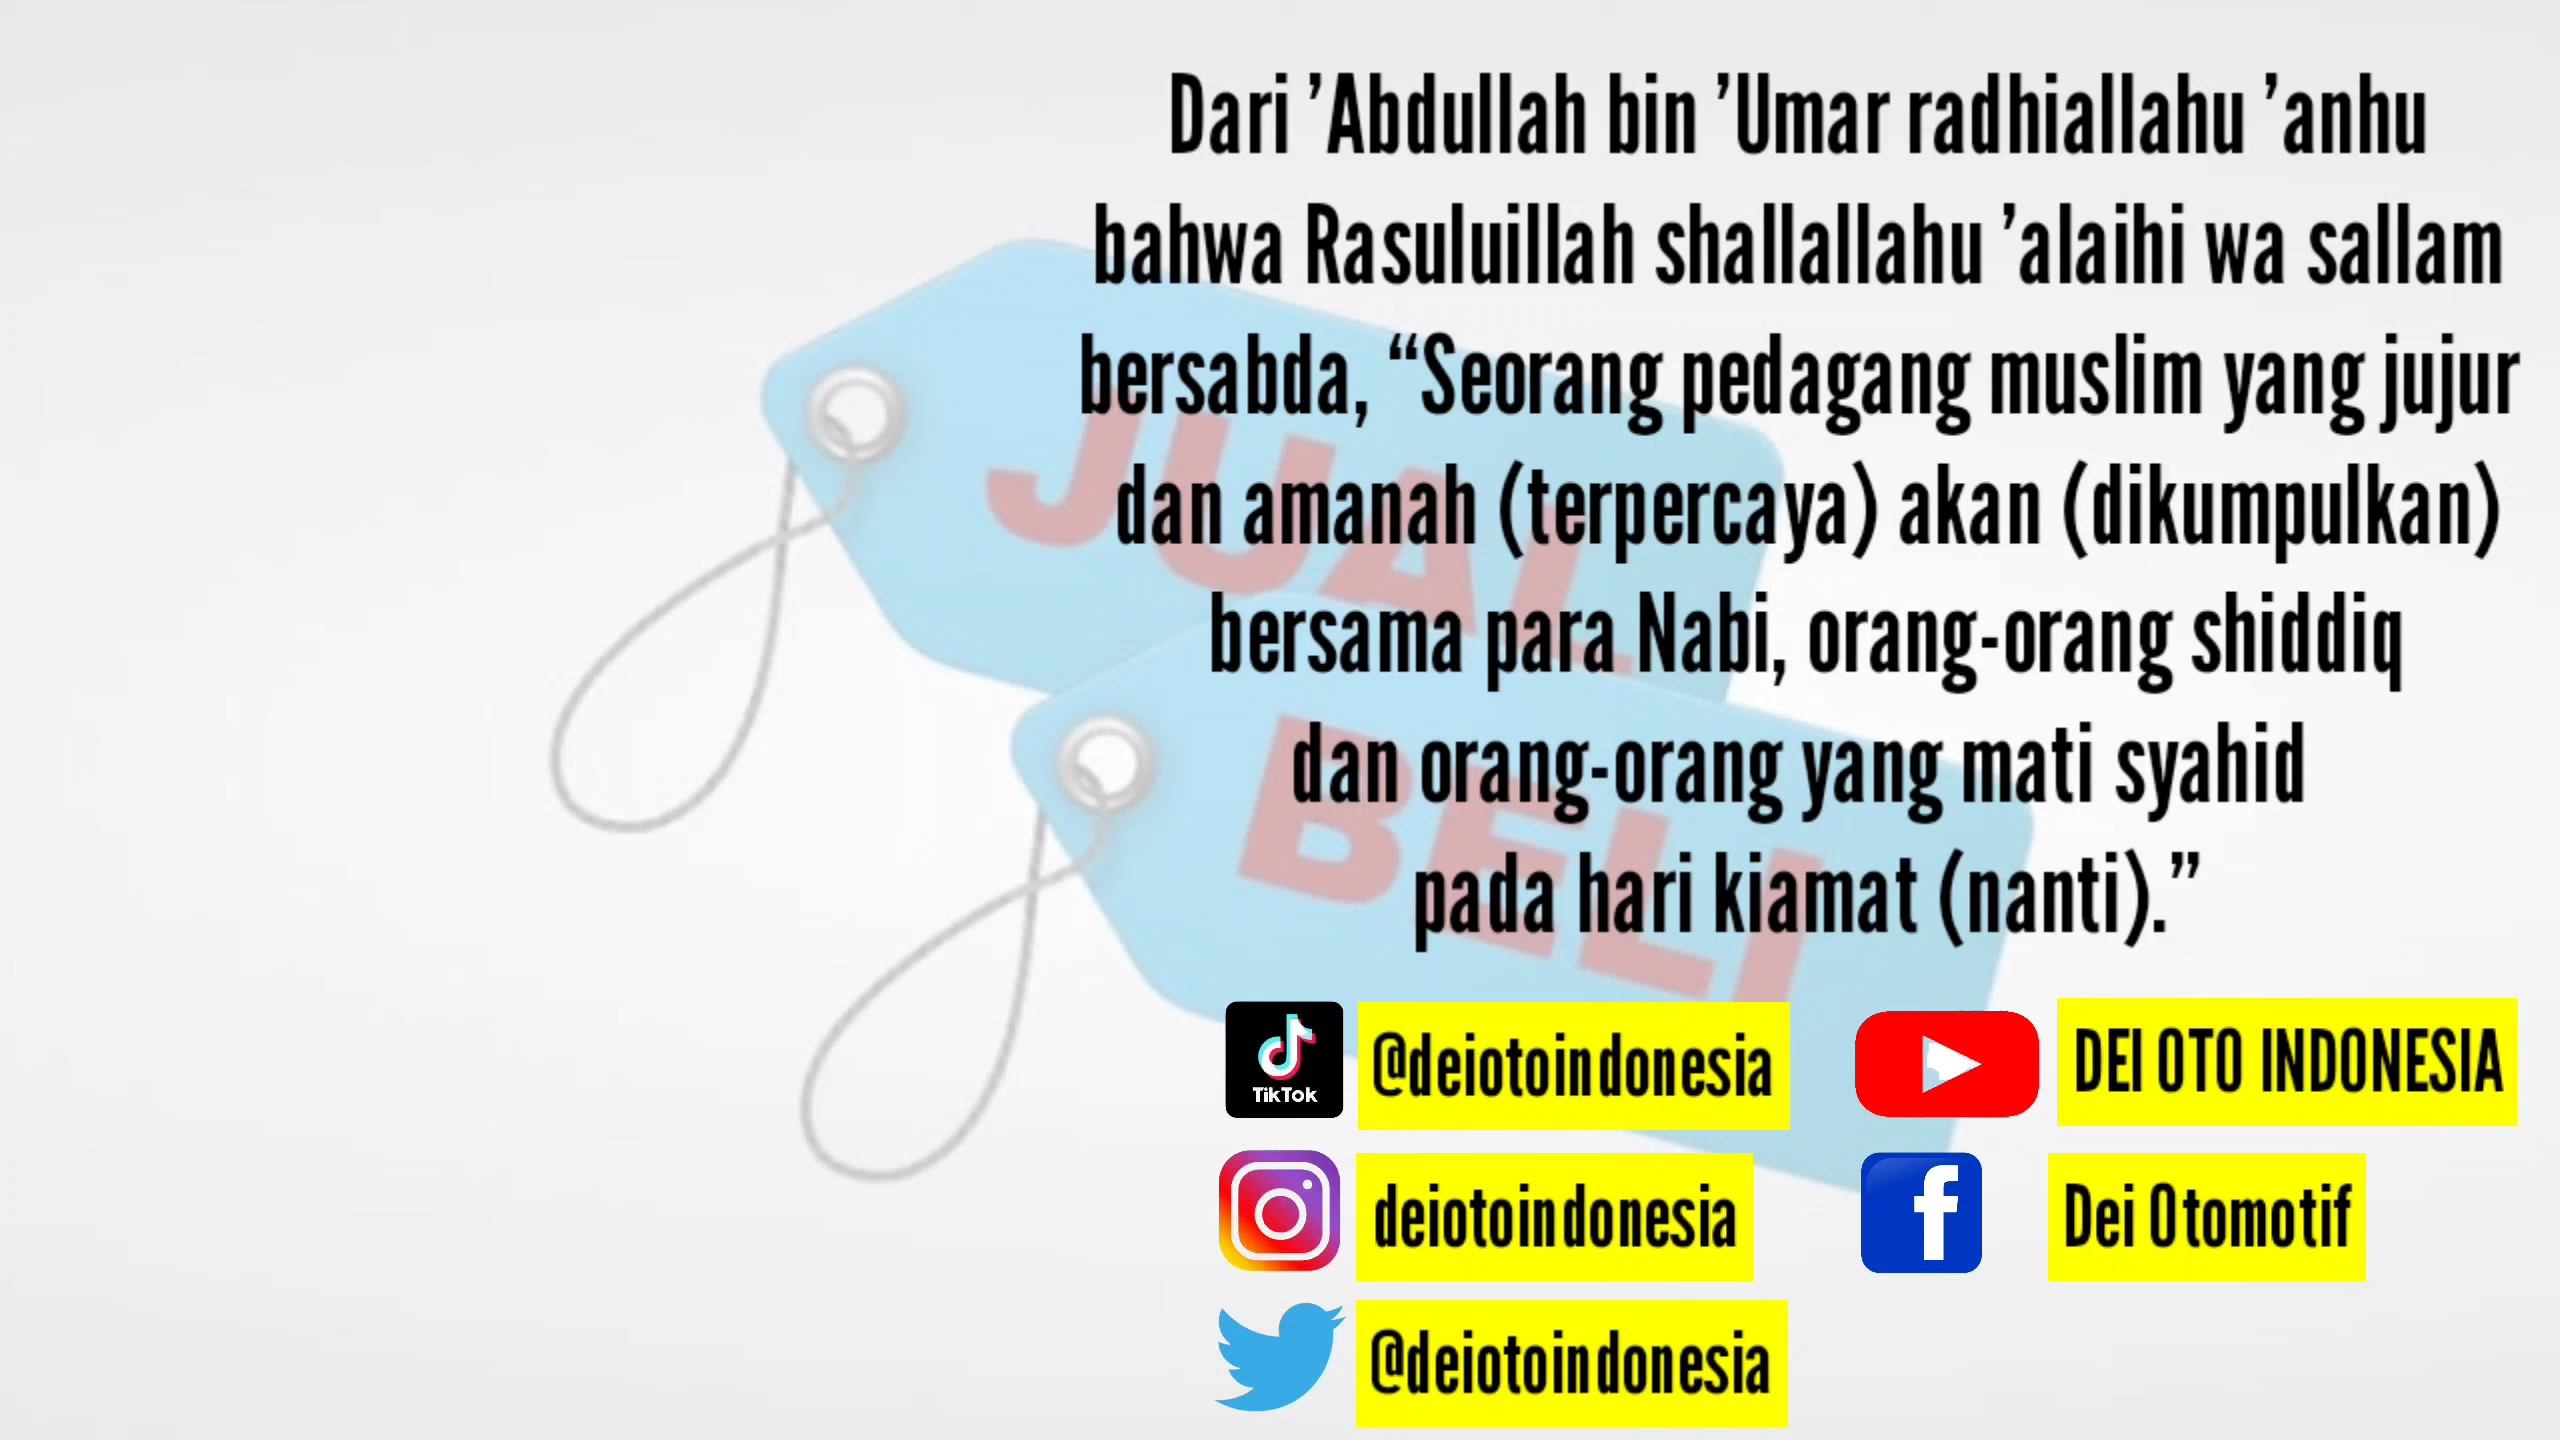 Dari ’Abdullah bin ’Umar radhiallahu ’anhu
bahwa Rasuluillah shallallahu ’alaihi wa sallam
bersabda, “Seorang pedagang muslim yang jujur
dan amanah (terpercaya) akan (dikumpulkan)
bersama para Nabi, orang-orang shiddiq
dan orang-orang yang mati syahid
pada hari kiamat (nanti).”
JUAL
BELI
TikTok
@deiotoindonesia
DEI OTO INDONESIA
deiotoindonesia
Dei Otomotif
@deiotoindonesia